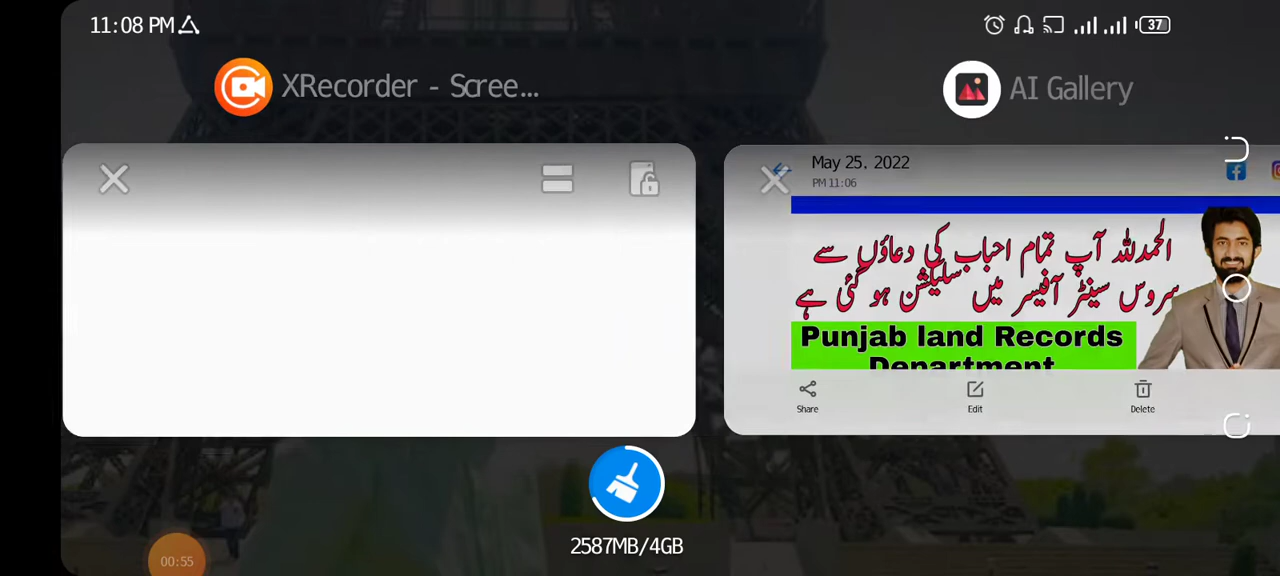 11:08 PM
37
XRecorder - Scree...
AI Gallery
May 25, 2022
PM 11:06
الحمدللہ آپ تمام احباب کی دعاؤں سے
سروس سینٹر آفیسر میں سلیکشن ہو گئی ہے
Punjab land Records
Department
Share
Edit
Delete
2587MB/4GB
00:55